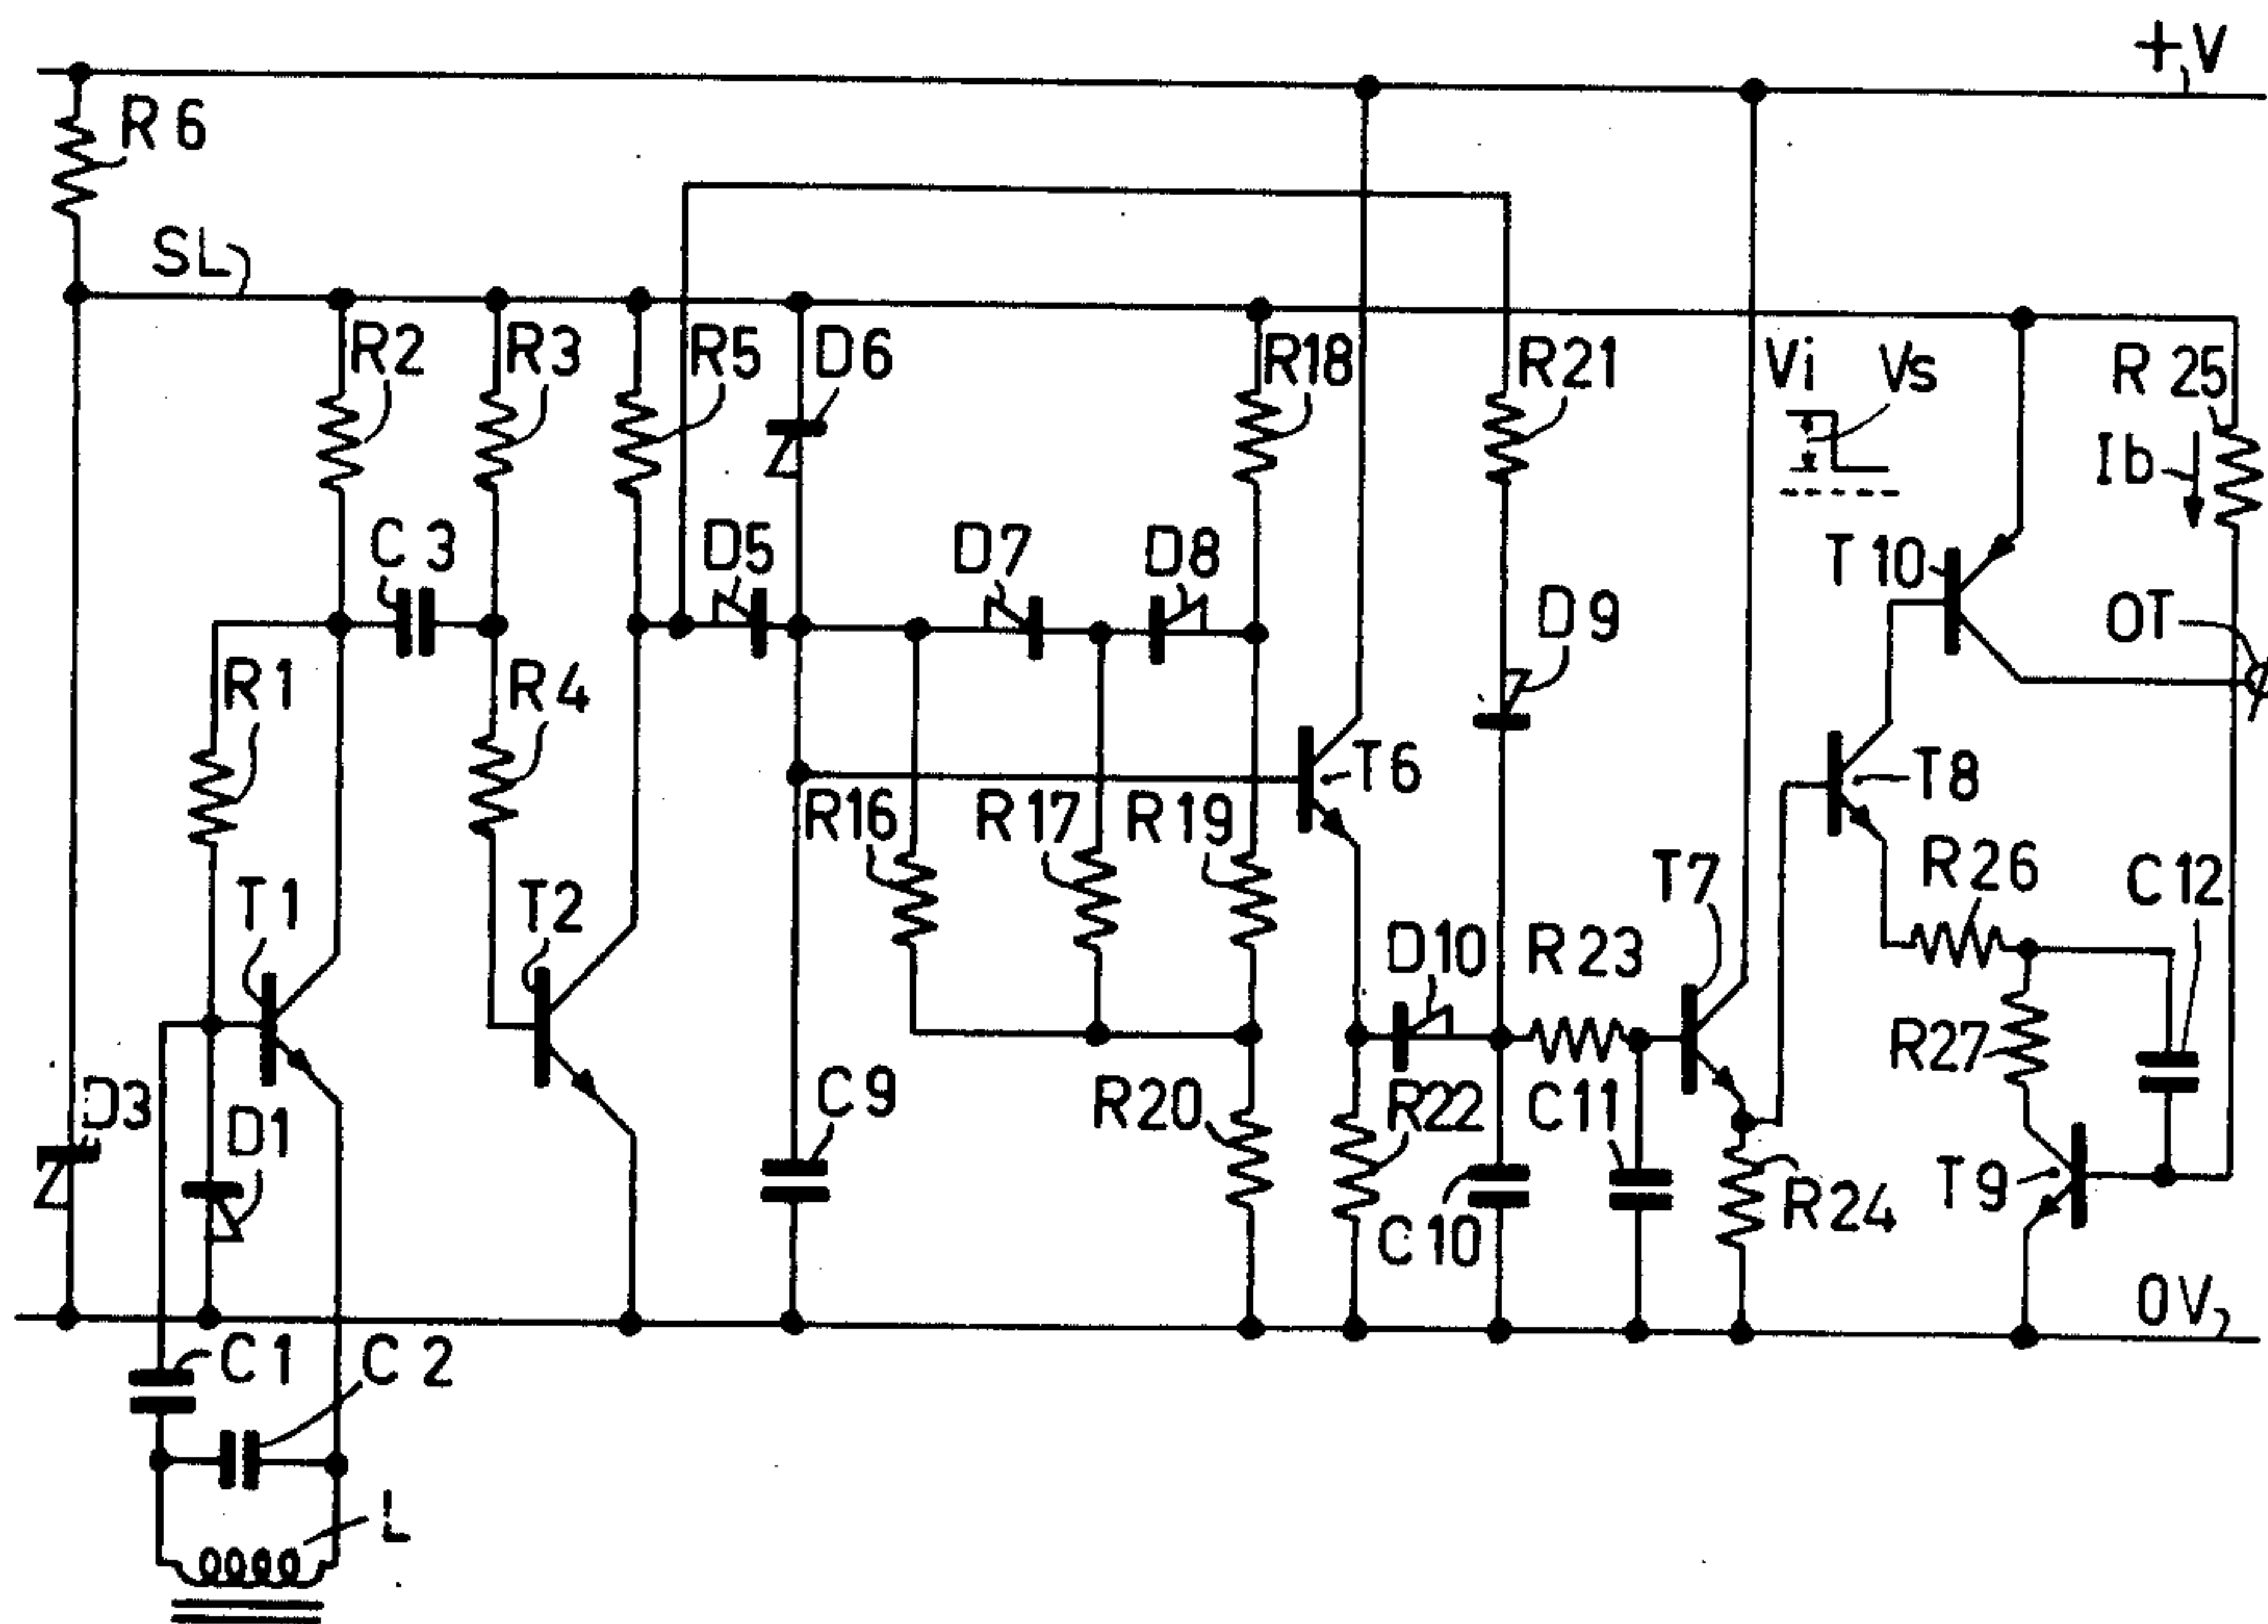 +V
R6
SL
R2
R3
R5
D6
R18
R21
Vi
Vs
R25
Ib
C3
D5
D7
D8
T10
D9
OT
R1
R4
T6
T8
R16
R17
R19
R26
C12
T7
T1
T2
D10
R23
R27
D3
D1
C9
R20
R22
C11
C10
T9
R24
0V
C1
C2
L